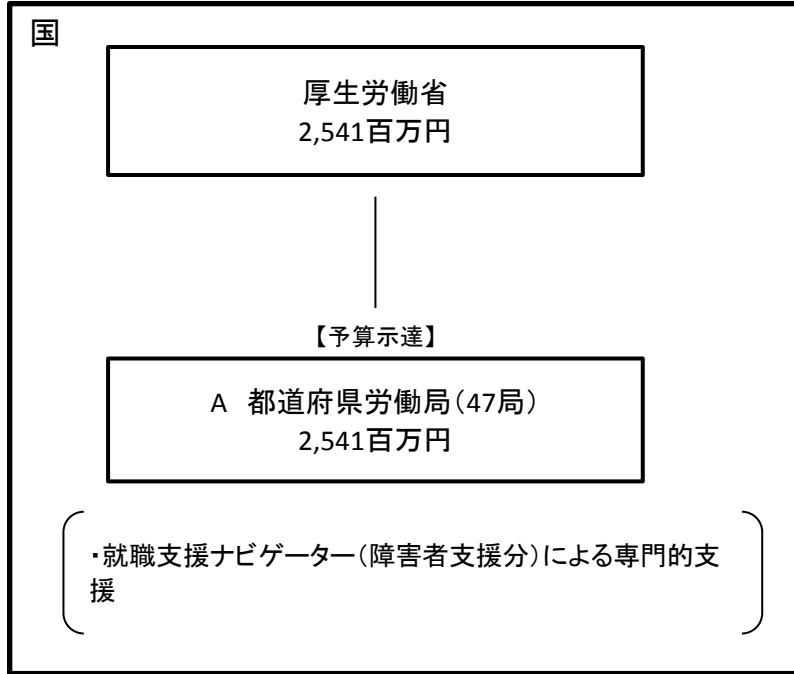 国
厚生労働省
2,541百万円
【予算示達】
A 都道府県労働局（47局）
2,541百万円
・就職支援ナビゲーター（障害者支援分）による専門的支
援